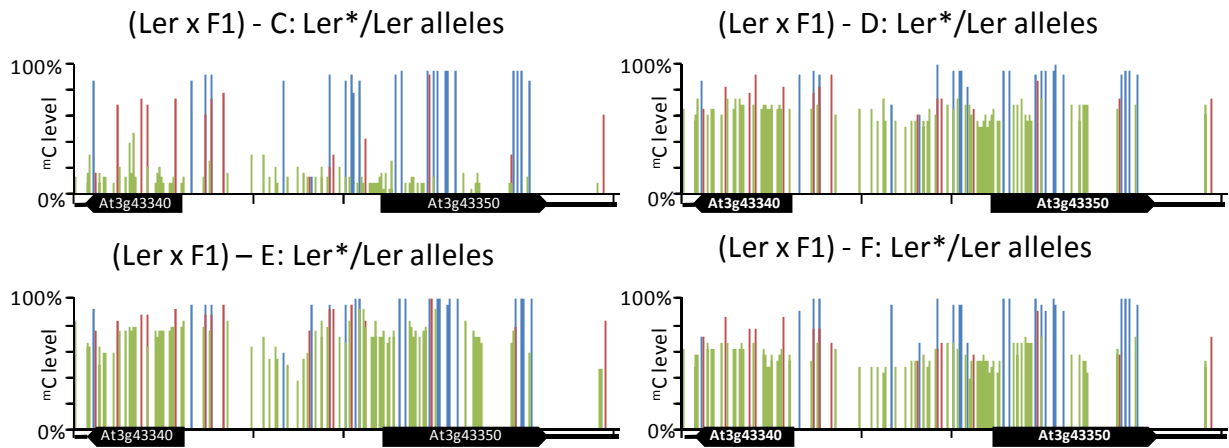 (Ler x F1) - C: Ler*/Ler alleles
(Ler x F1) - D: Ler*/Ler alleles
100%
mC level
0%
At3g43340
At3g43350
100%
mC level
0%
At3g43340
At3g43350
(Ler x F1) – E: Ler*/Ler alleles
(Ler x F1) - F: Ler*/Ler alleles
100%
mC level
0%
At3g43340
At3g43350
100%
mC level
0%
At3g43340
At3g43350